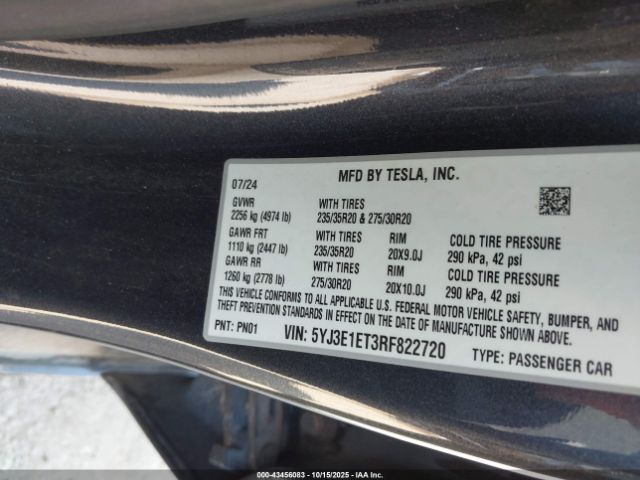 MFD BY TESLA, INC.
07/24
GVWR WITH TIRES
2256 kg (4974 lb) 235/35R20 & 275/30R20
GAWR FRT WITH TIRES RIM COLD TIRE PRESSURE
1110 kg (2447 lb) 235/35R20 20X9.0J 290 kPa, 42 psi
GAWR RR WITH TIRES RIM COLD TIRE PRESSURE
1260 kg (2778 lb) 275/30R20 20X10.0J 290 kPa, 42 psi
THIS VEHICLE CONFORMS TO ALL APPLICABLE U.S. FEDERAL MOTOR VEHICLE SAFETY, BUMPER, AND
THEFT PREVENTION STANDARDS IN EFFECT ON THE DATE OF MANUFACTURE SHOWN ABOVE.
PNT: PN01 VIN: 5YJ3E1ET3RF822720 TYPE: PASSENGER CAR
000-43456083 | 10/15/2025 | IAAI.COM